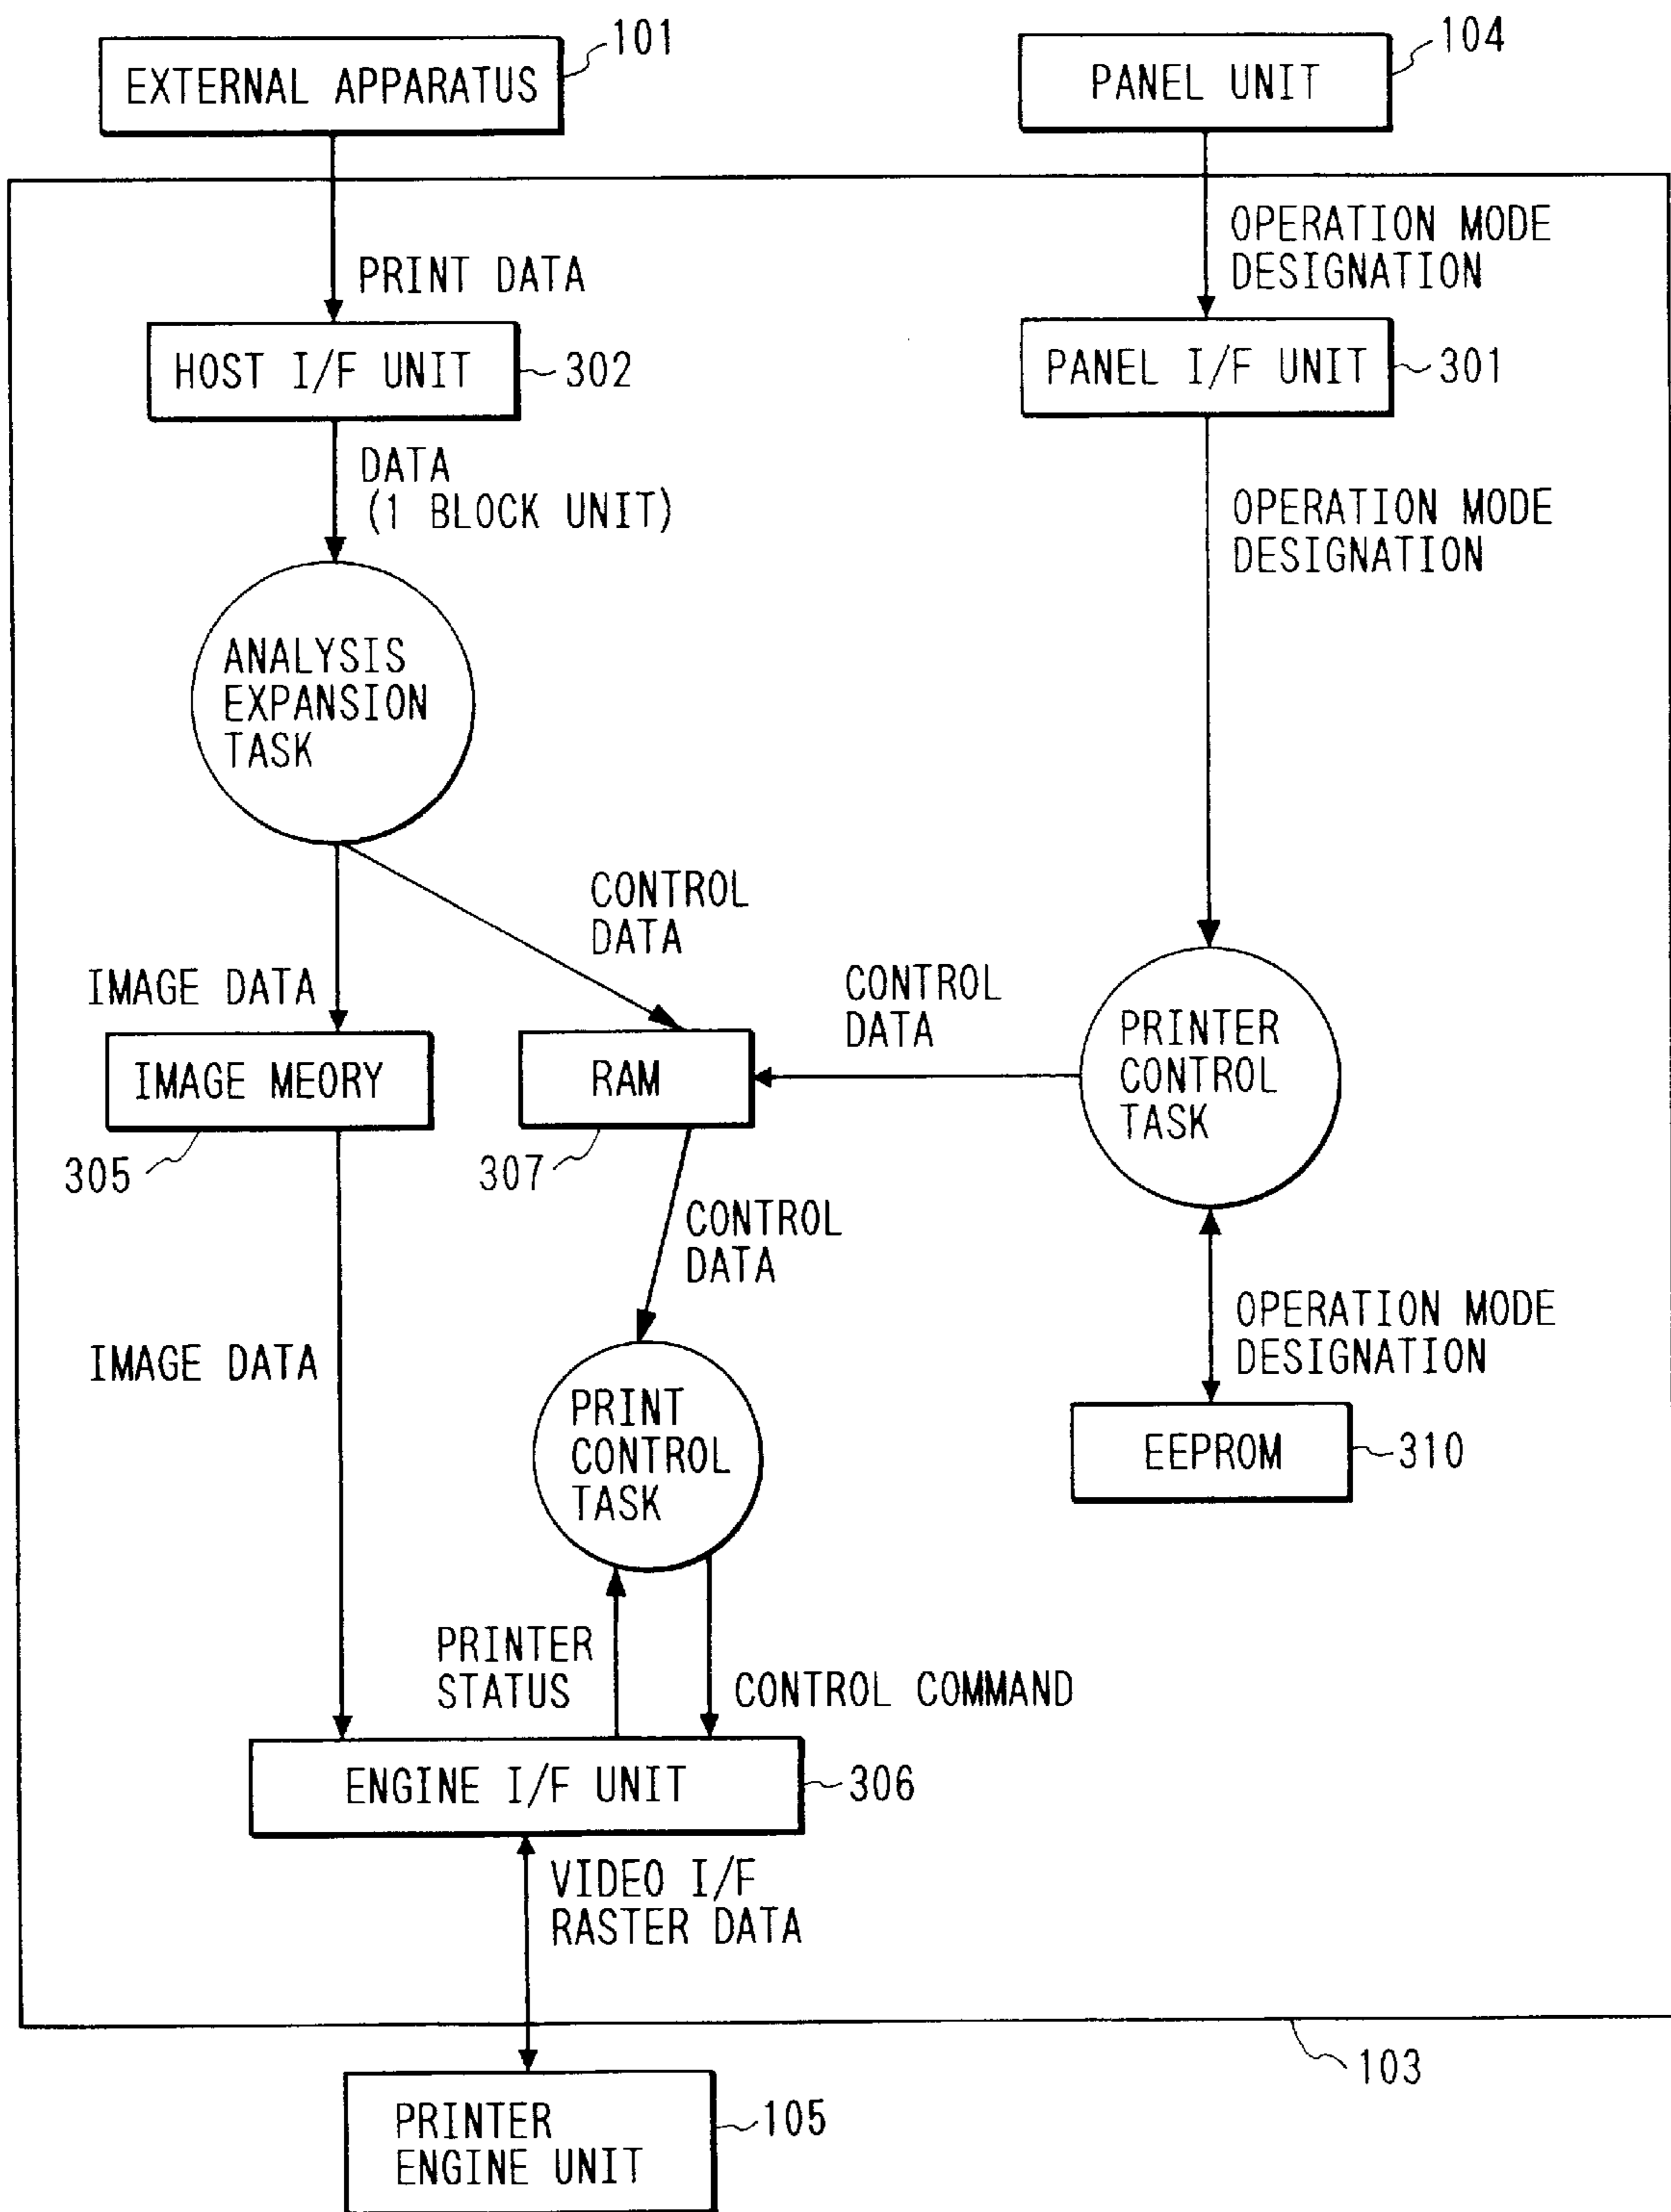 101
EXTERNAL APPARATUS
104
PANEL UNIT
PRINT DATA
OPERATION MODE
DESIGNATION
HOST I/F UNIT
302
PANEL I/F UNIT
301
DATA
(1 BLOCK UNIT)
OPERATION MODE
DESIGNATION
ANALYSIS
EXPANSION
TASK
CONTROL
DATA
IMAGE DATA
CONTROL
DATA
PRINTER
CONTROL
TASK
IMAGE MEORY
305
RAM
307
CONTROL
DATA
IMAGE DATA
OPERATION MODE
DESIGNATION
PRINT
CONTROL
TASK
EEPROM
310
PRINTER
STATUS
CONTROL COMMAND
ENGINE I/F UNIT
306
VIDEO I/F
RASTER DATA
103
PRINTER
ENGINE UNIT
105